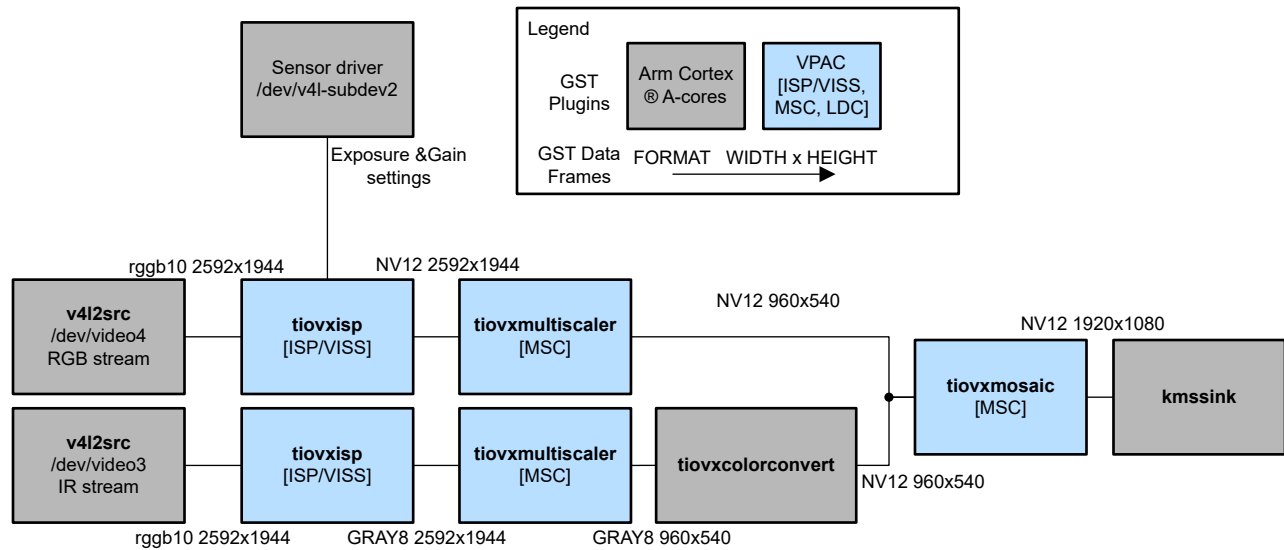 Legend
GST
Plugins
Arm Cortex
® A-cores
VPAC
[ISP/VISS,
MSC, LDC]
GST Data
Frames
FORMAT WIDTH x HEIGHT
Sensor driver
/dev/v4l-subdev2
Exposure &Gain
settings
rggb10 2592x1944
NV12 2592x1944
NV12 960x540
NV12 1920x1080
v4l2src
/dev/video4
RGB stream
tiovxisp
[ISP/VISS]
tiovxmultiscaler
[MSC]
tiovxmosaic
[MSC]
kmssink
v4l2src
/dev/video3
IR stream
tiovxisp
[ISP/VISS]
tiovxmultiscaler
[MSC]
tiovxcolorconvert
NV12 960x540
rggb10 2592x1944
GRAY8 2592x1944
GRAY8 960x540